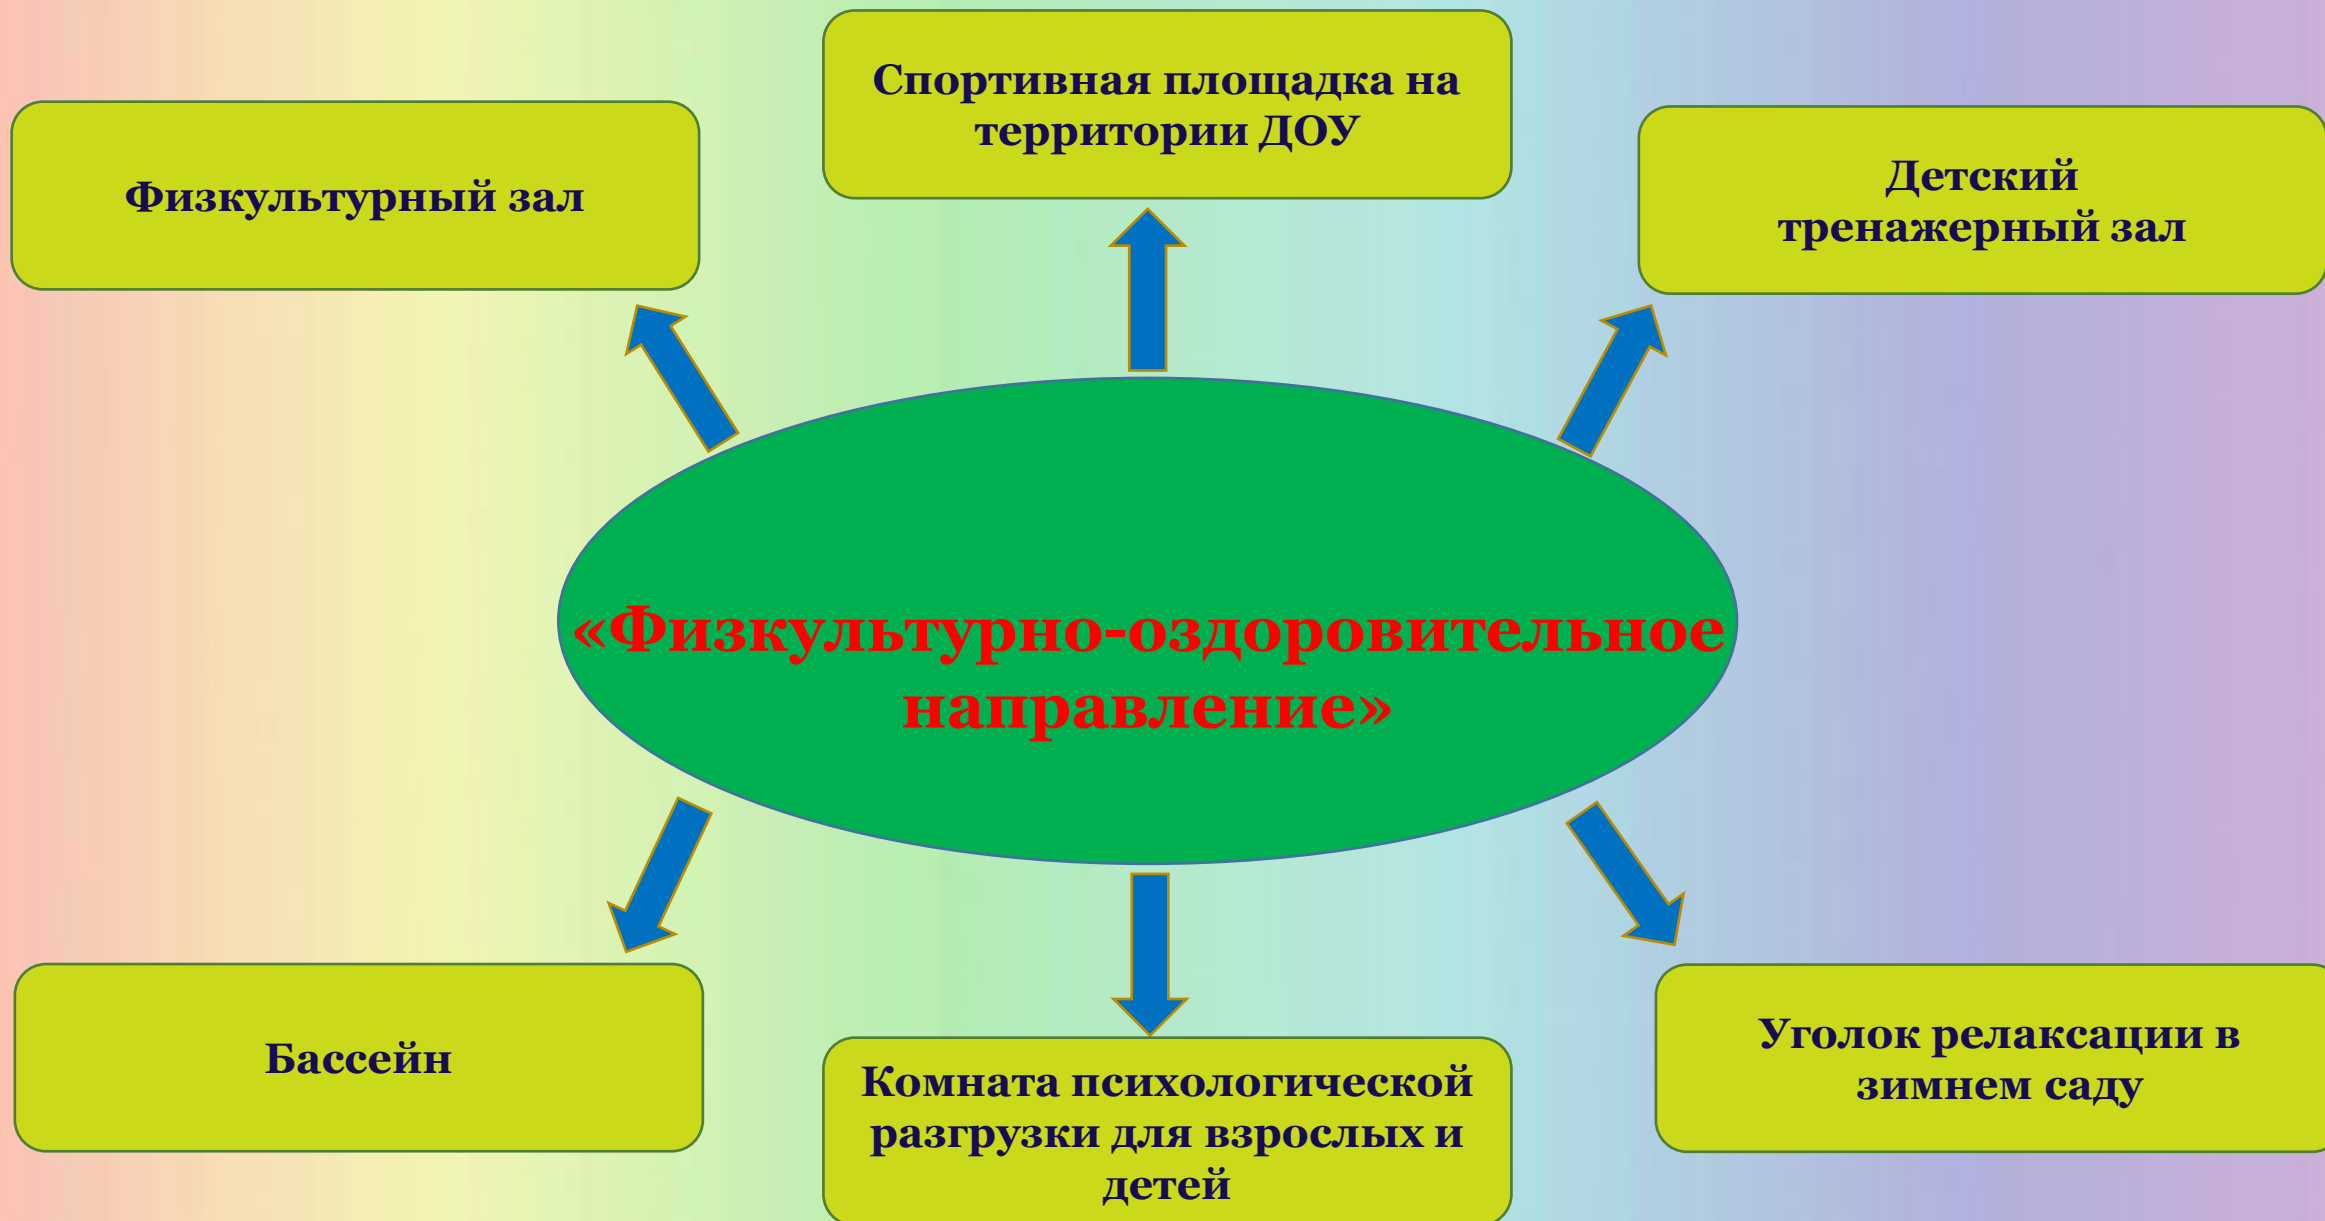 Спортивная площадка на
территории ДОУ
Физкультурный зал
Детский
тренажерный зал
«Физкультурно-оздоровительное
направление»
Бассейн
Комната психологической
разгрузки для взрослых и
детей
Уголок релаксации в
зимнем саду